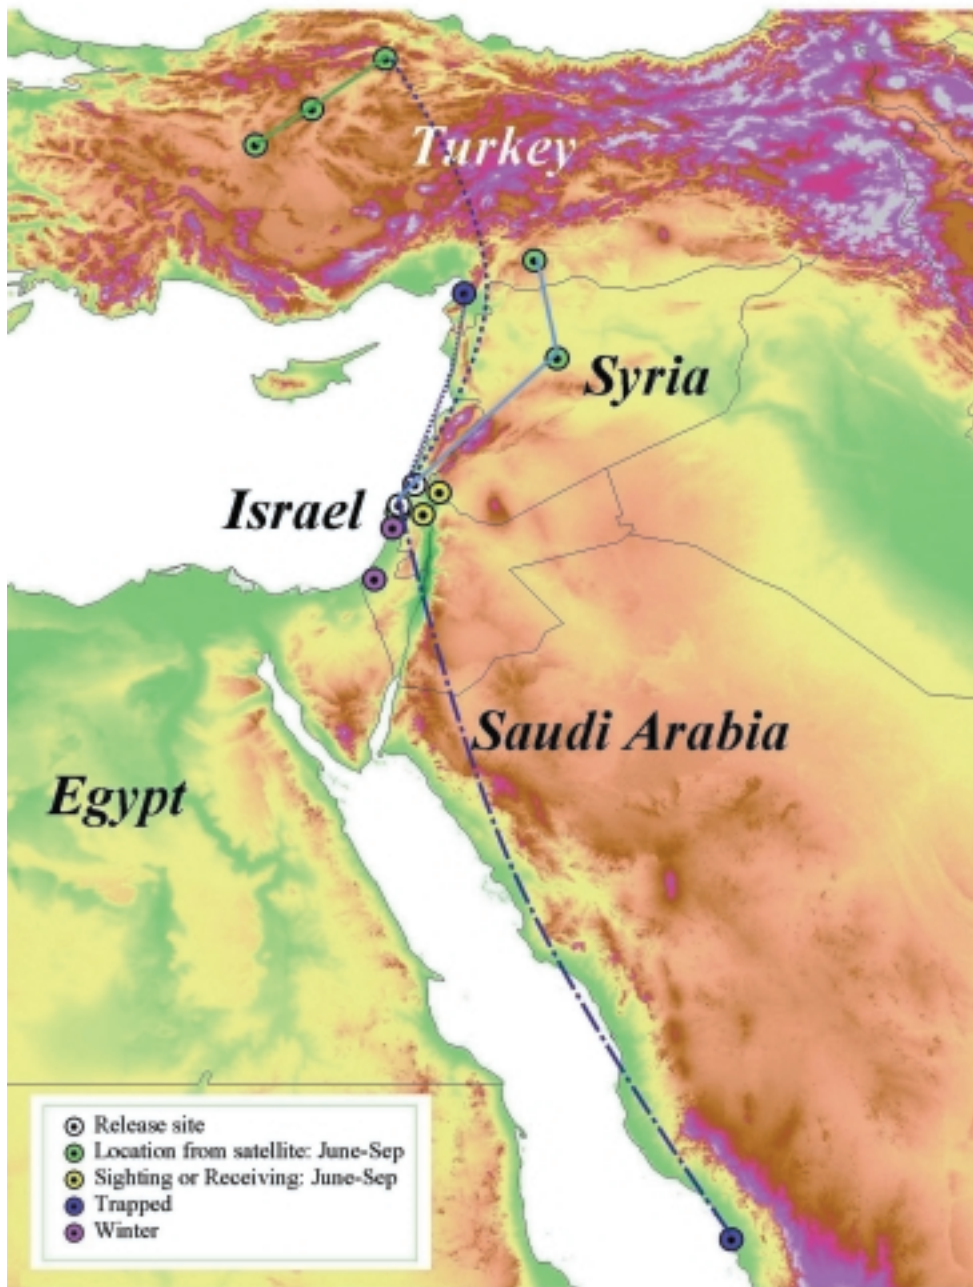 Turkey
Syria
Israel
Saudi Arabia
Egypt
Release site
Location from satellite: June-Sep
Sighting or Receiving: June-Sep
Trapped
Winter